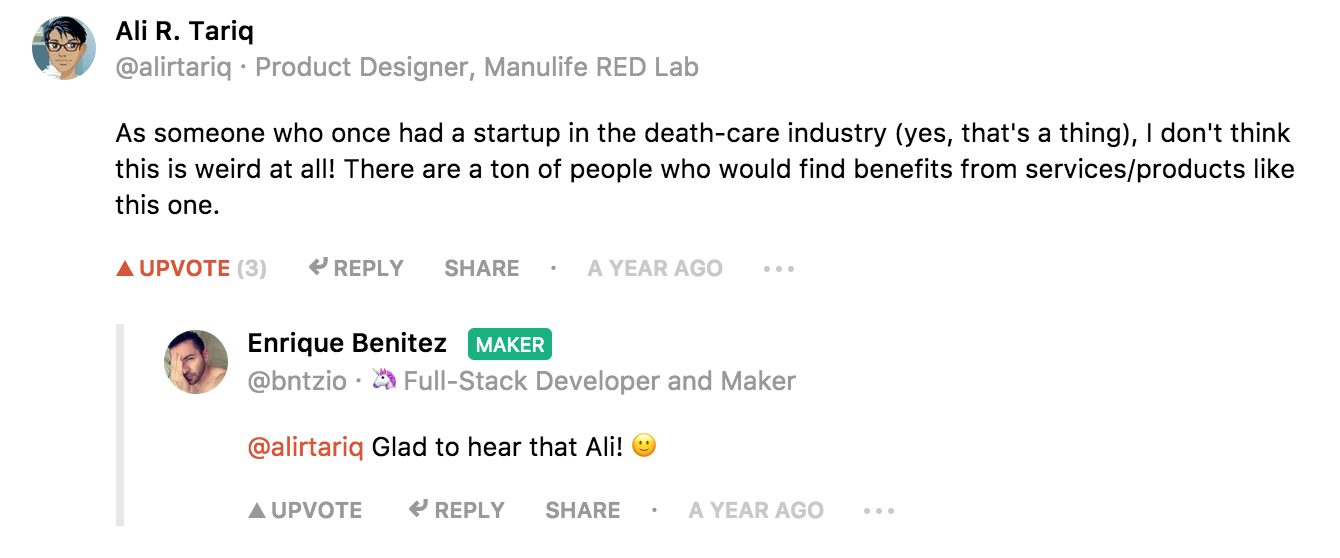 Ali R. Tariq
@alirtariq · Product Designer, Manulife RED Lab
As someone who once had a startup in the death-care industry (yes, that's a thing), I don't think
this is weird at all! There are a ton of people who would find benefits from services/products like
this one.
UPVOTE (3) REPLY SHARE · A YEAR AGO
Enrique Benitez MAKER
@bntzio · 🦄 Full-Stack Developer and Maker
@alirtariq Glad to hear that Ali! 🙂
UPVOTE REPLY SHARE · A YEAR AGO